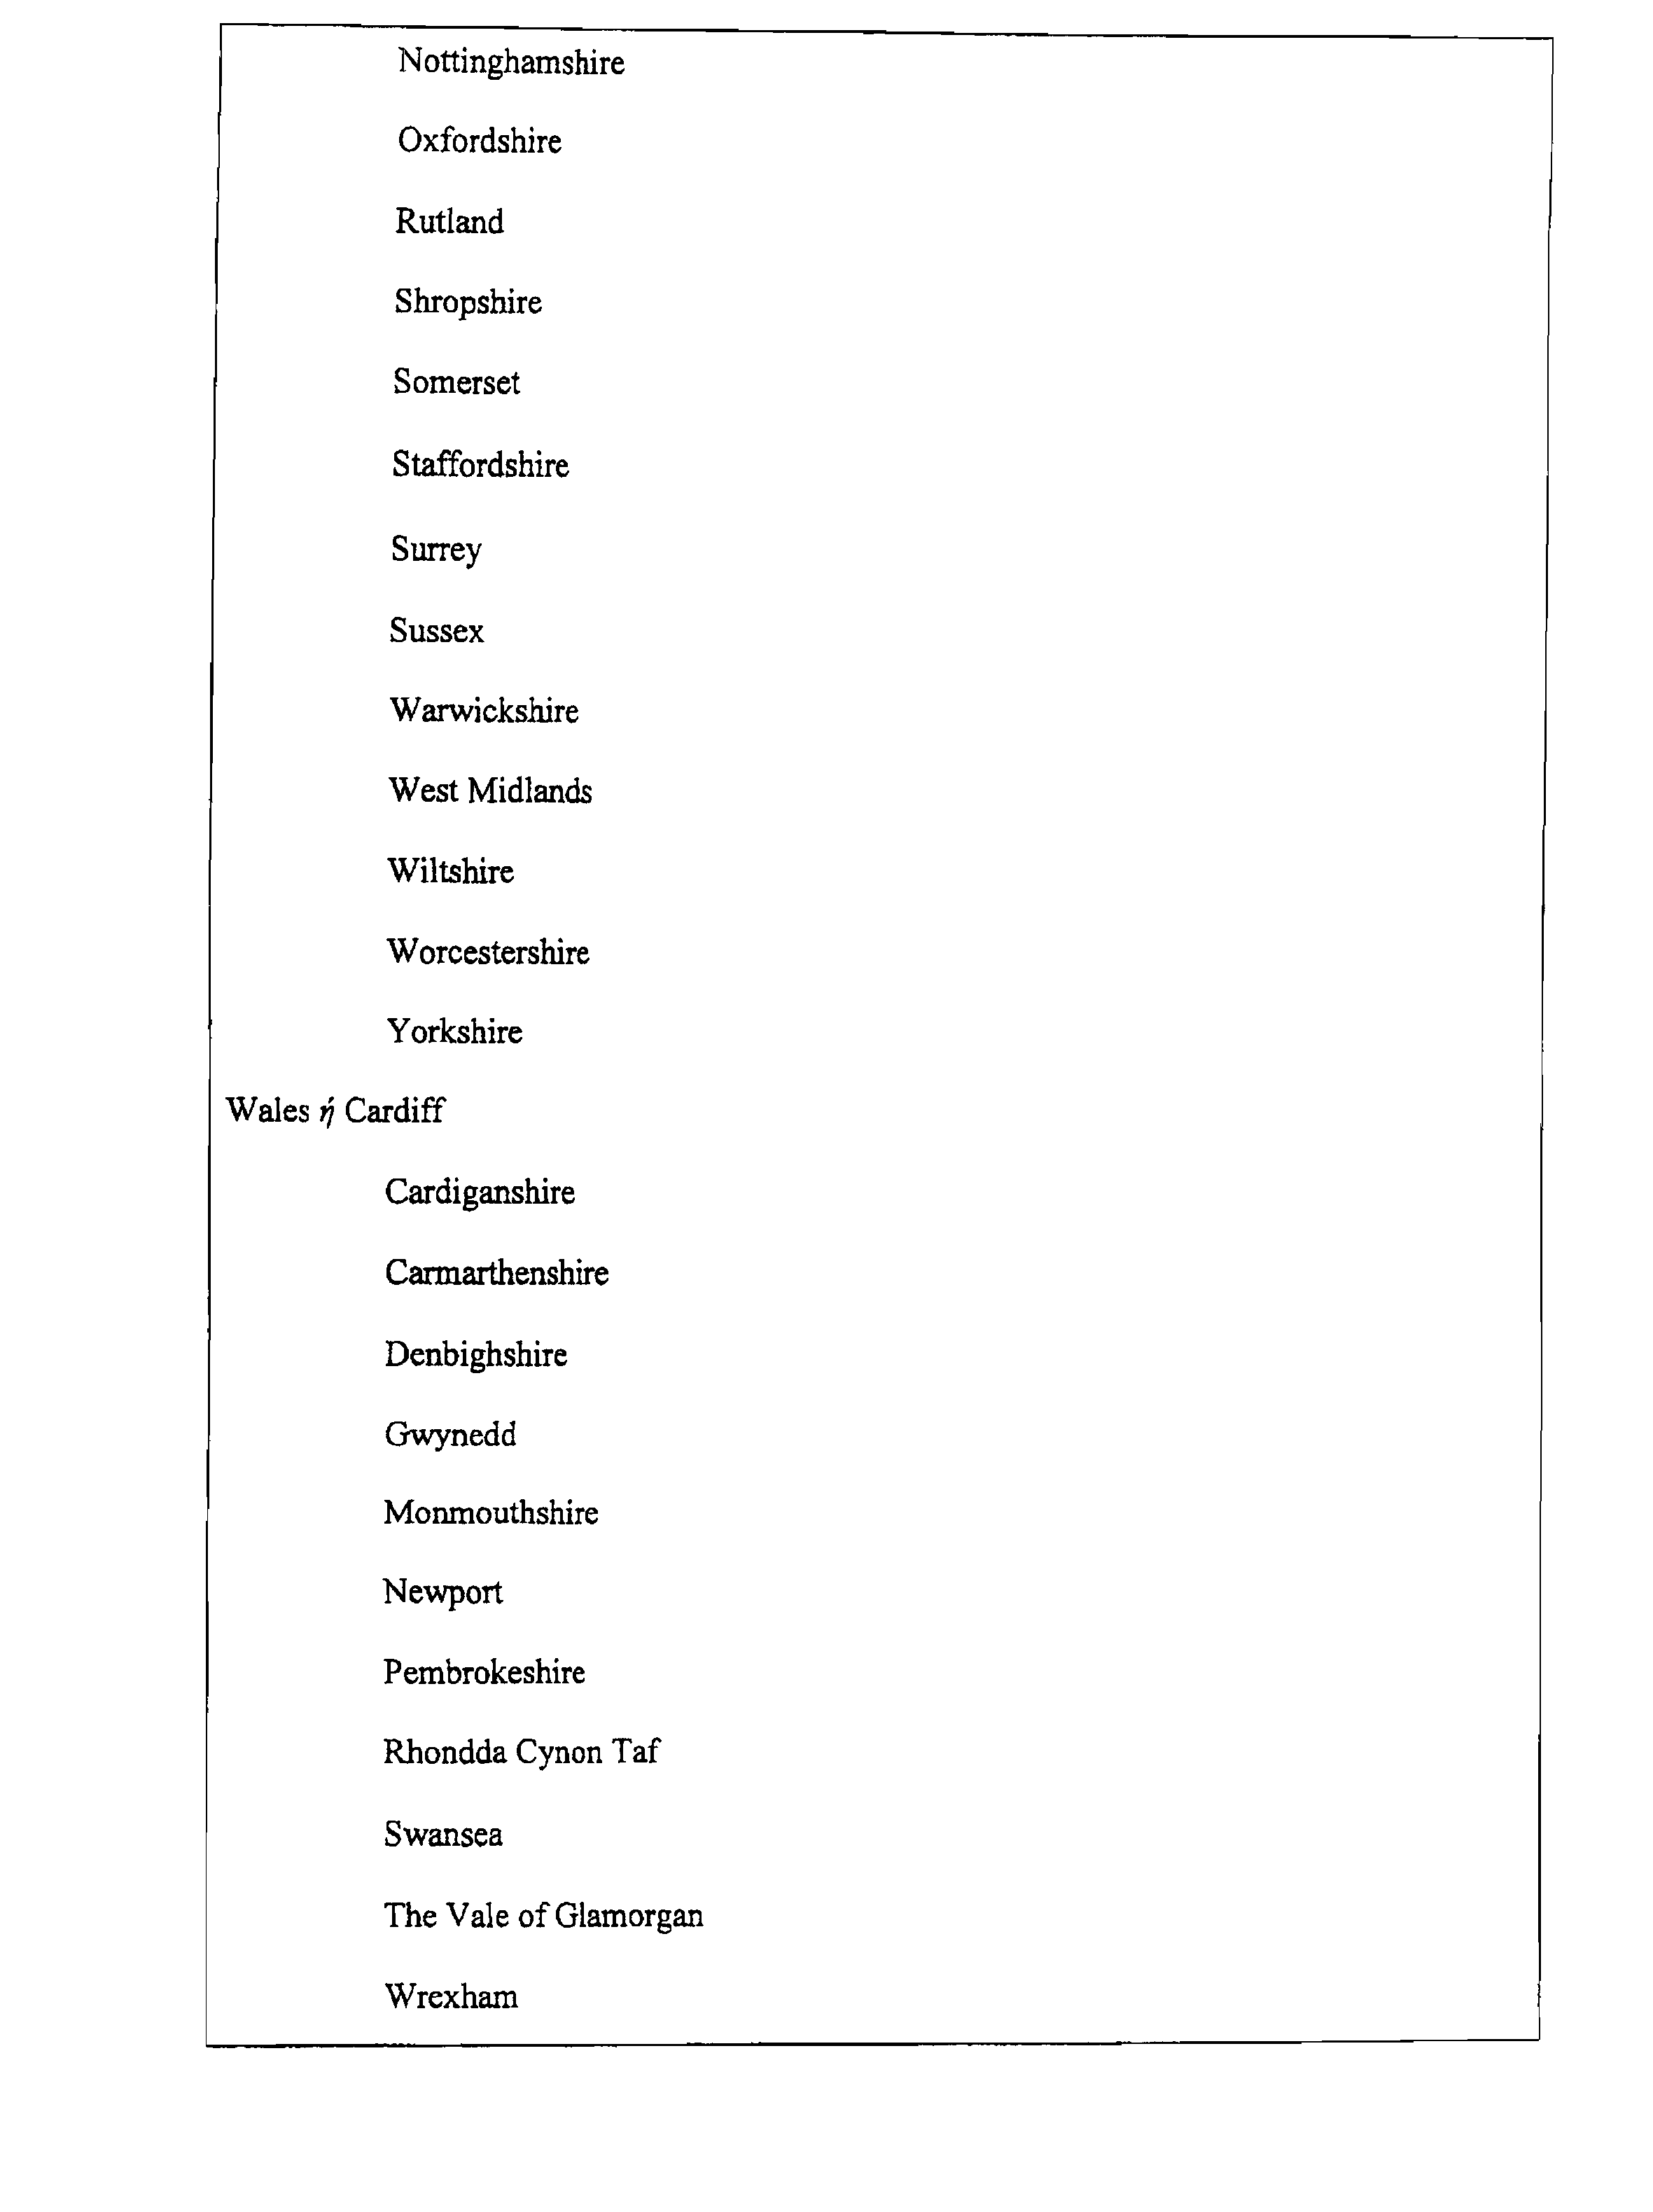 Nottinghamshire
Oxfordshire
Rutland
Shropshire
Somerset
Staffordshire
Surrey
Sussex
Warwickshire
West Midlands
Wiltshire
Worcestershire
Yorkshire
Wales ή Cardiff
Cardiganshire
Carmarthenshire
Denbighshire
Gwynedd
Monmouthshire
Newport
Pembrokeshire
Rhondda Cynon Taf
Swansea
The Vale of Glamorgan
Wrexham